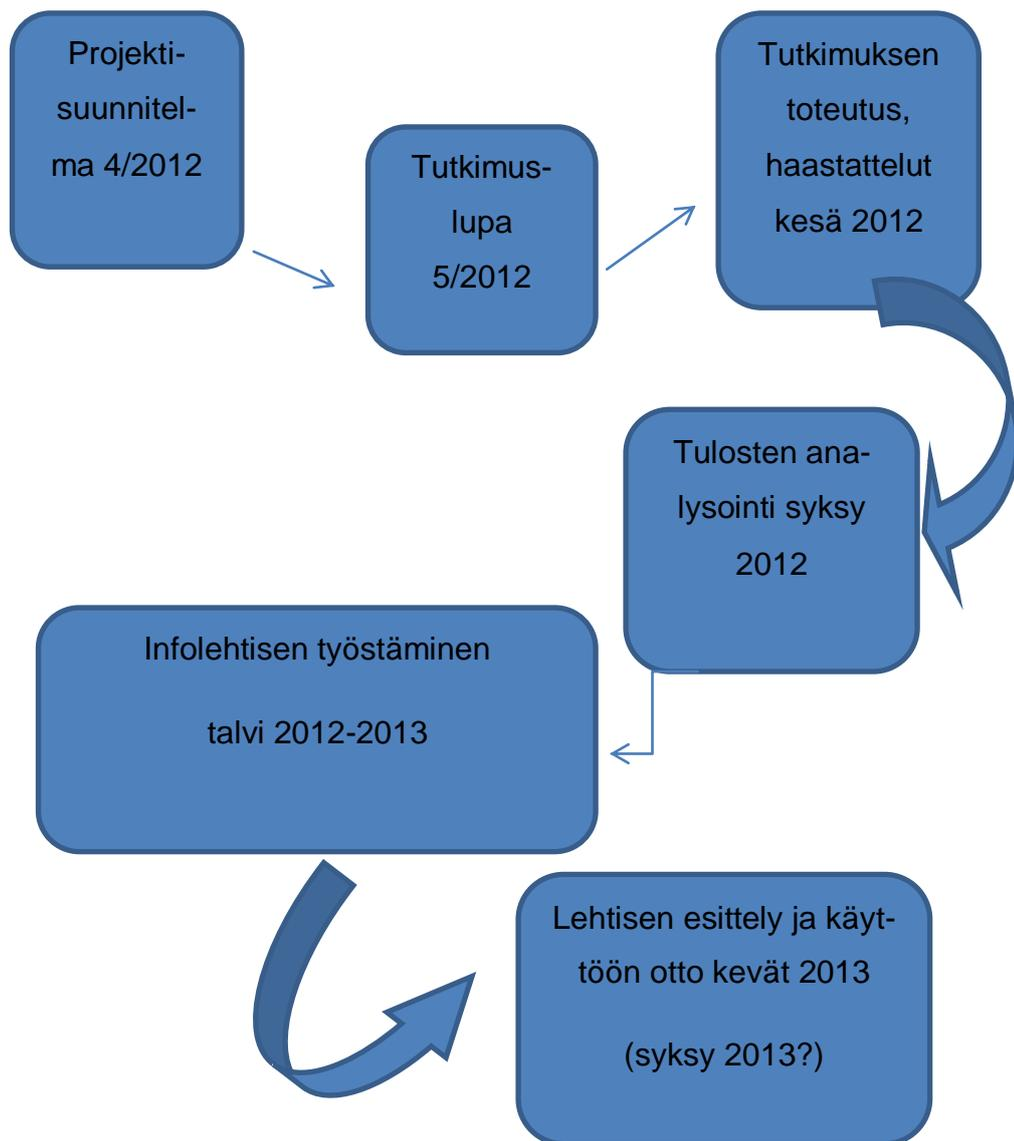 Projekti-
suunnitel-
ma 4/2012
Tutkimus-
lupa
5/2012
Tutkimuksen
toteutus,
haastattelut
kesä 2012
Tulosten ana-
lysointi syksy
2012
Infolehtisen työstäminen
talvi 2012-2013
Lehtisen esittely ja käyt-
töön otto kevät 2013
(syksy 2013?)